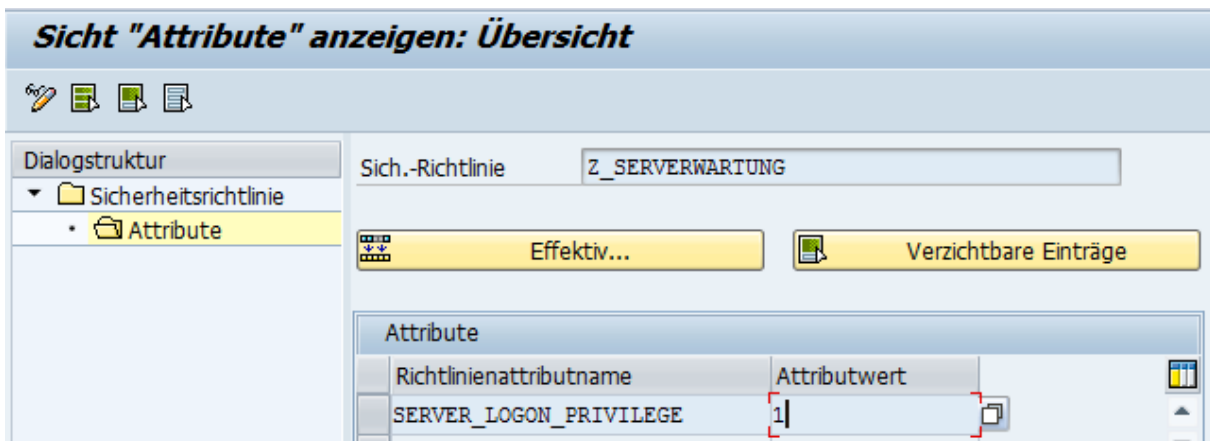 Sicht "Attribute" anzeigen: Übersicht
Dialogstruktur
Sicherheitsrichtlinie
Attribute
Sich.-Richtlinie Z_SERVERWARTUNG
Effektiv... Verzichtbare Einträge
Attribute
Richtlinienattributname Attributwert
SERVER_LOGON_PRIVILEGE 1